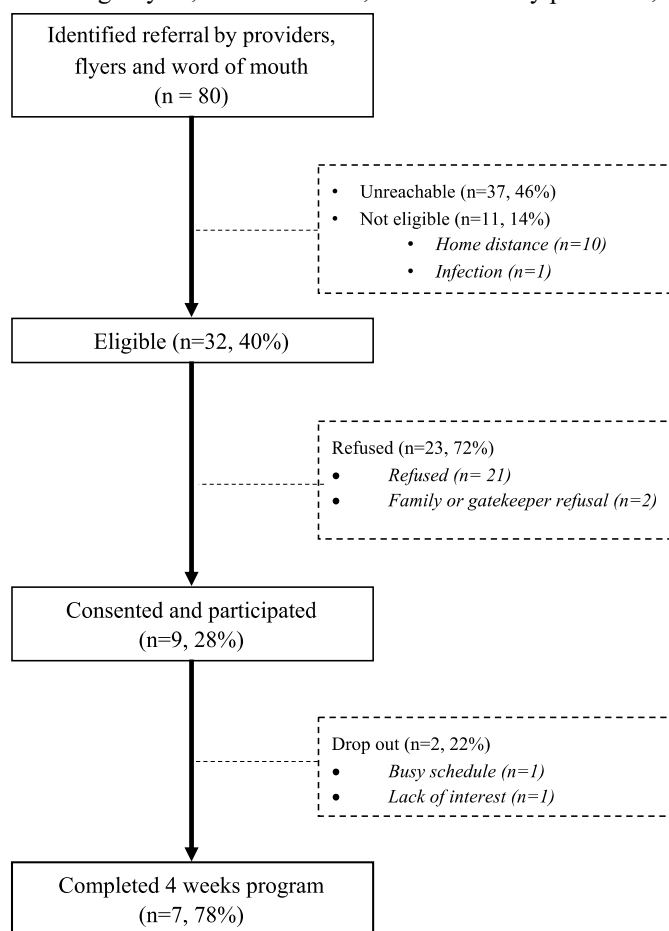 Identified referral by providers,
flyers and word of mouth
(n = 80)
• Unreachable (n=37, 46%)
• Not eligible (n=11, 14%)
• Home distance (n=10)
• Infection (n=1)
Eligible (n=32, 40%)
Refused (n=23, 72%)
● Refused (n= 21)
● Family or gatekeeper refusal (n=2)
Consented and participated
(n=9, 28%)
Drop out (n=2, 22%)
● Busy schedule (n=1)
● Lack of interest (n=1)
Completed 4 weeks program
(n=7, 78%)